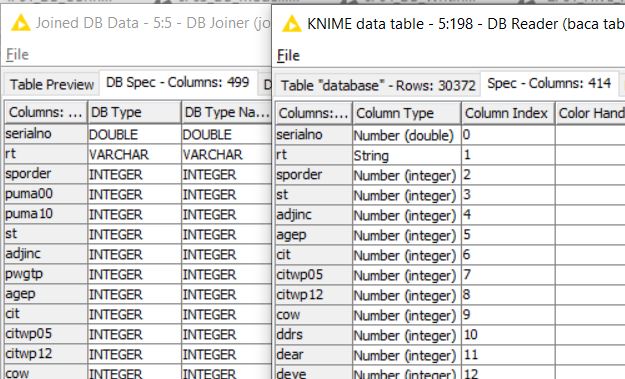 Joined DB Data - 5:5 - DB Joiner (jo
File
Table Preview DB Spec - Columns: 499 D
Columns: ... DB Type DB Type Na...
serialno DOUBLE DOUBLE
rt VARCHAR VARCHAR
sporder INTEGER INTEGER
puma00 INTEGER INTEGER
puma10 INTEGER INTEGER
st INTEGER INTEGER
adjinc INTEGER INTEGER
pwgtp INTEGER INTEGER
agep INTEGER INTEGER
cit INTEGER INTEGER
citwp05 INTEGER INTEGER
citwp12 INTEGER INTEGER
cow INTEGER INTEGER
KNIME data table - 5:198 - DB Reader (baca tab
File
Table "database" - Rows: 30372 Spec - Columns: 414
Columns:... Column Type Column Index Color Hand
serialno Number (double) 0
rt String 1
sporder Number (integer) 2
st Number (integer) 3
adjinc Number (integer) 4
agep Number (integer) 5
cit Number (integer) 6
citwp05 Number (integer) 7
citwp12 Number (integer) 8
cow Number (integer) 9
ddrs Number (integer) 10
dear Number (integer) 11
deye Number (integer) 12